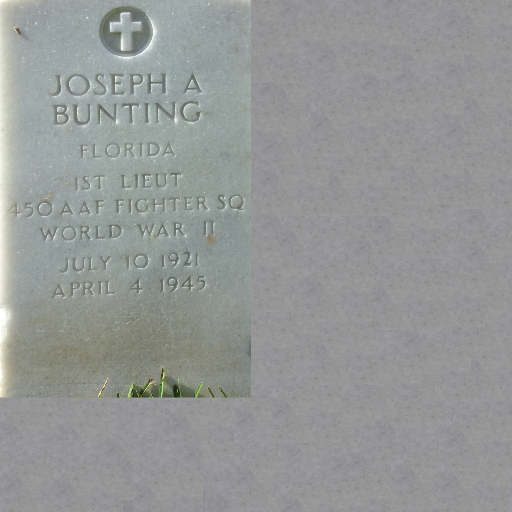 JOSEPH A
BUNTING
FLORIDA
1ST LIEUT
450 AAF FIGHTER SQ
WORLD WAR II
JULY 10 1921
APRIL 4 1945